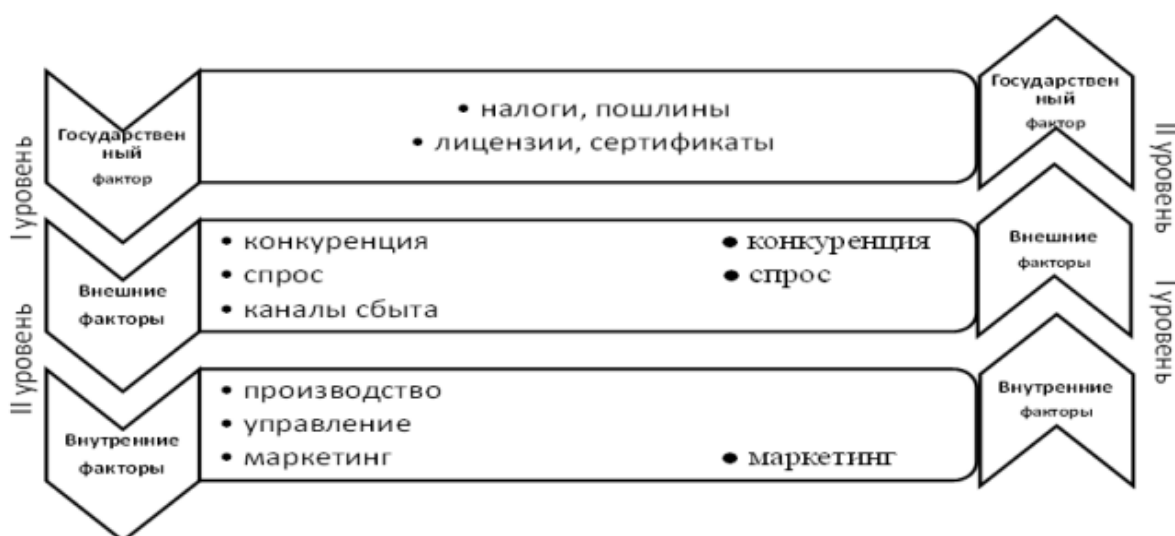 I уровень
Государствен
ный
фактор
• налоги, пошлины
• лицензии, сертификаты
Государствен
ный
фактор
II уровень
II уровень
Внешние
факторы
• конкуренция
• спрос
• каналы сбыта
• конкуренция
• спрос
Внешние
факторы
I уровень
Внутренние
факторы
• производство
• управление
• маркетинг
• маркетинг
Внутренние
факторы